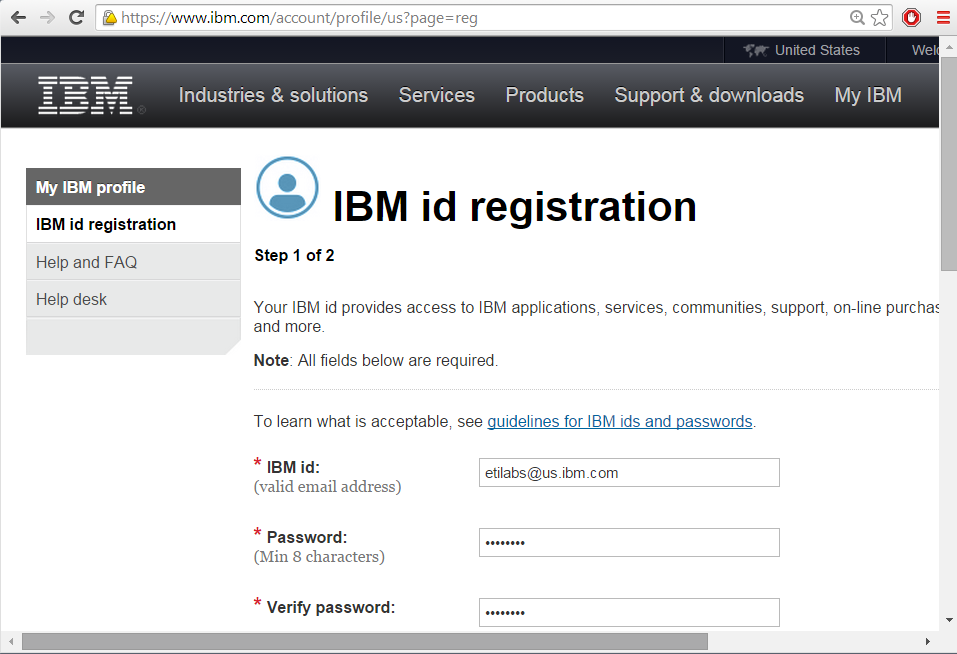 https://www.ibm.com/account/profile/us?page=reg
United States
IBM®
Industries & solutions
Services
Products
Support & downloads
My IBM
My IBM profile
IBM id registration
Help and FAQ
Help desk
IBM id registration
Step 1 of 2
Your IBM id provides access to IBM applications, services, communities, support, on-line
and more.
Note: All fields below are required.
To learn what is acceptable, see guidelines for IBM ids and passwords.
* IBM id:
(valid email address)
etilabs@us.ibm.com
* Password:
(Min 8 characters)
••••••••
* Verify password:
••••••••